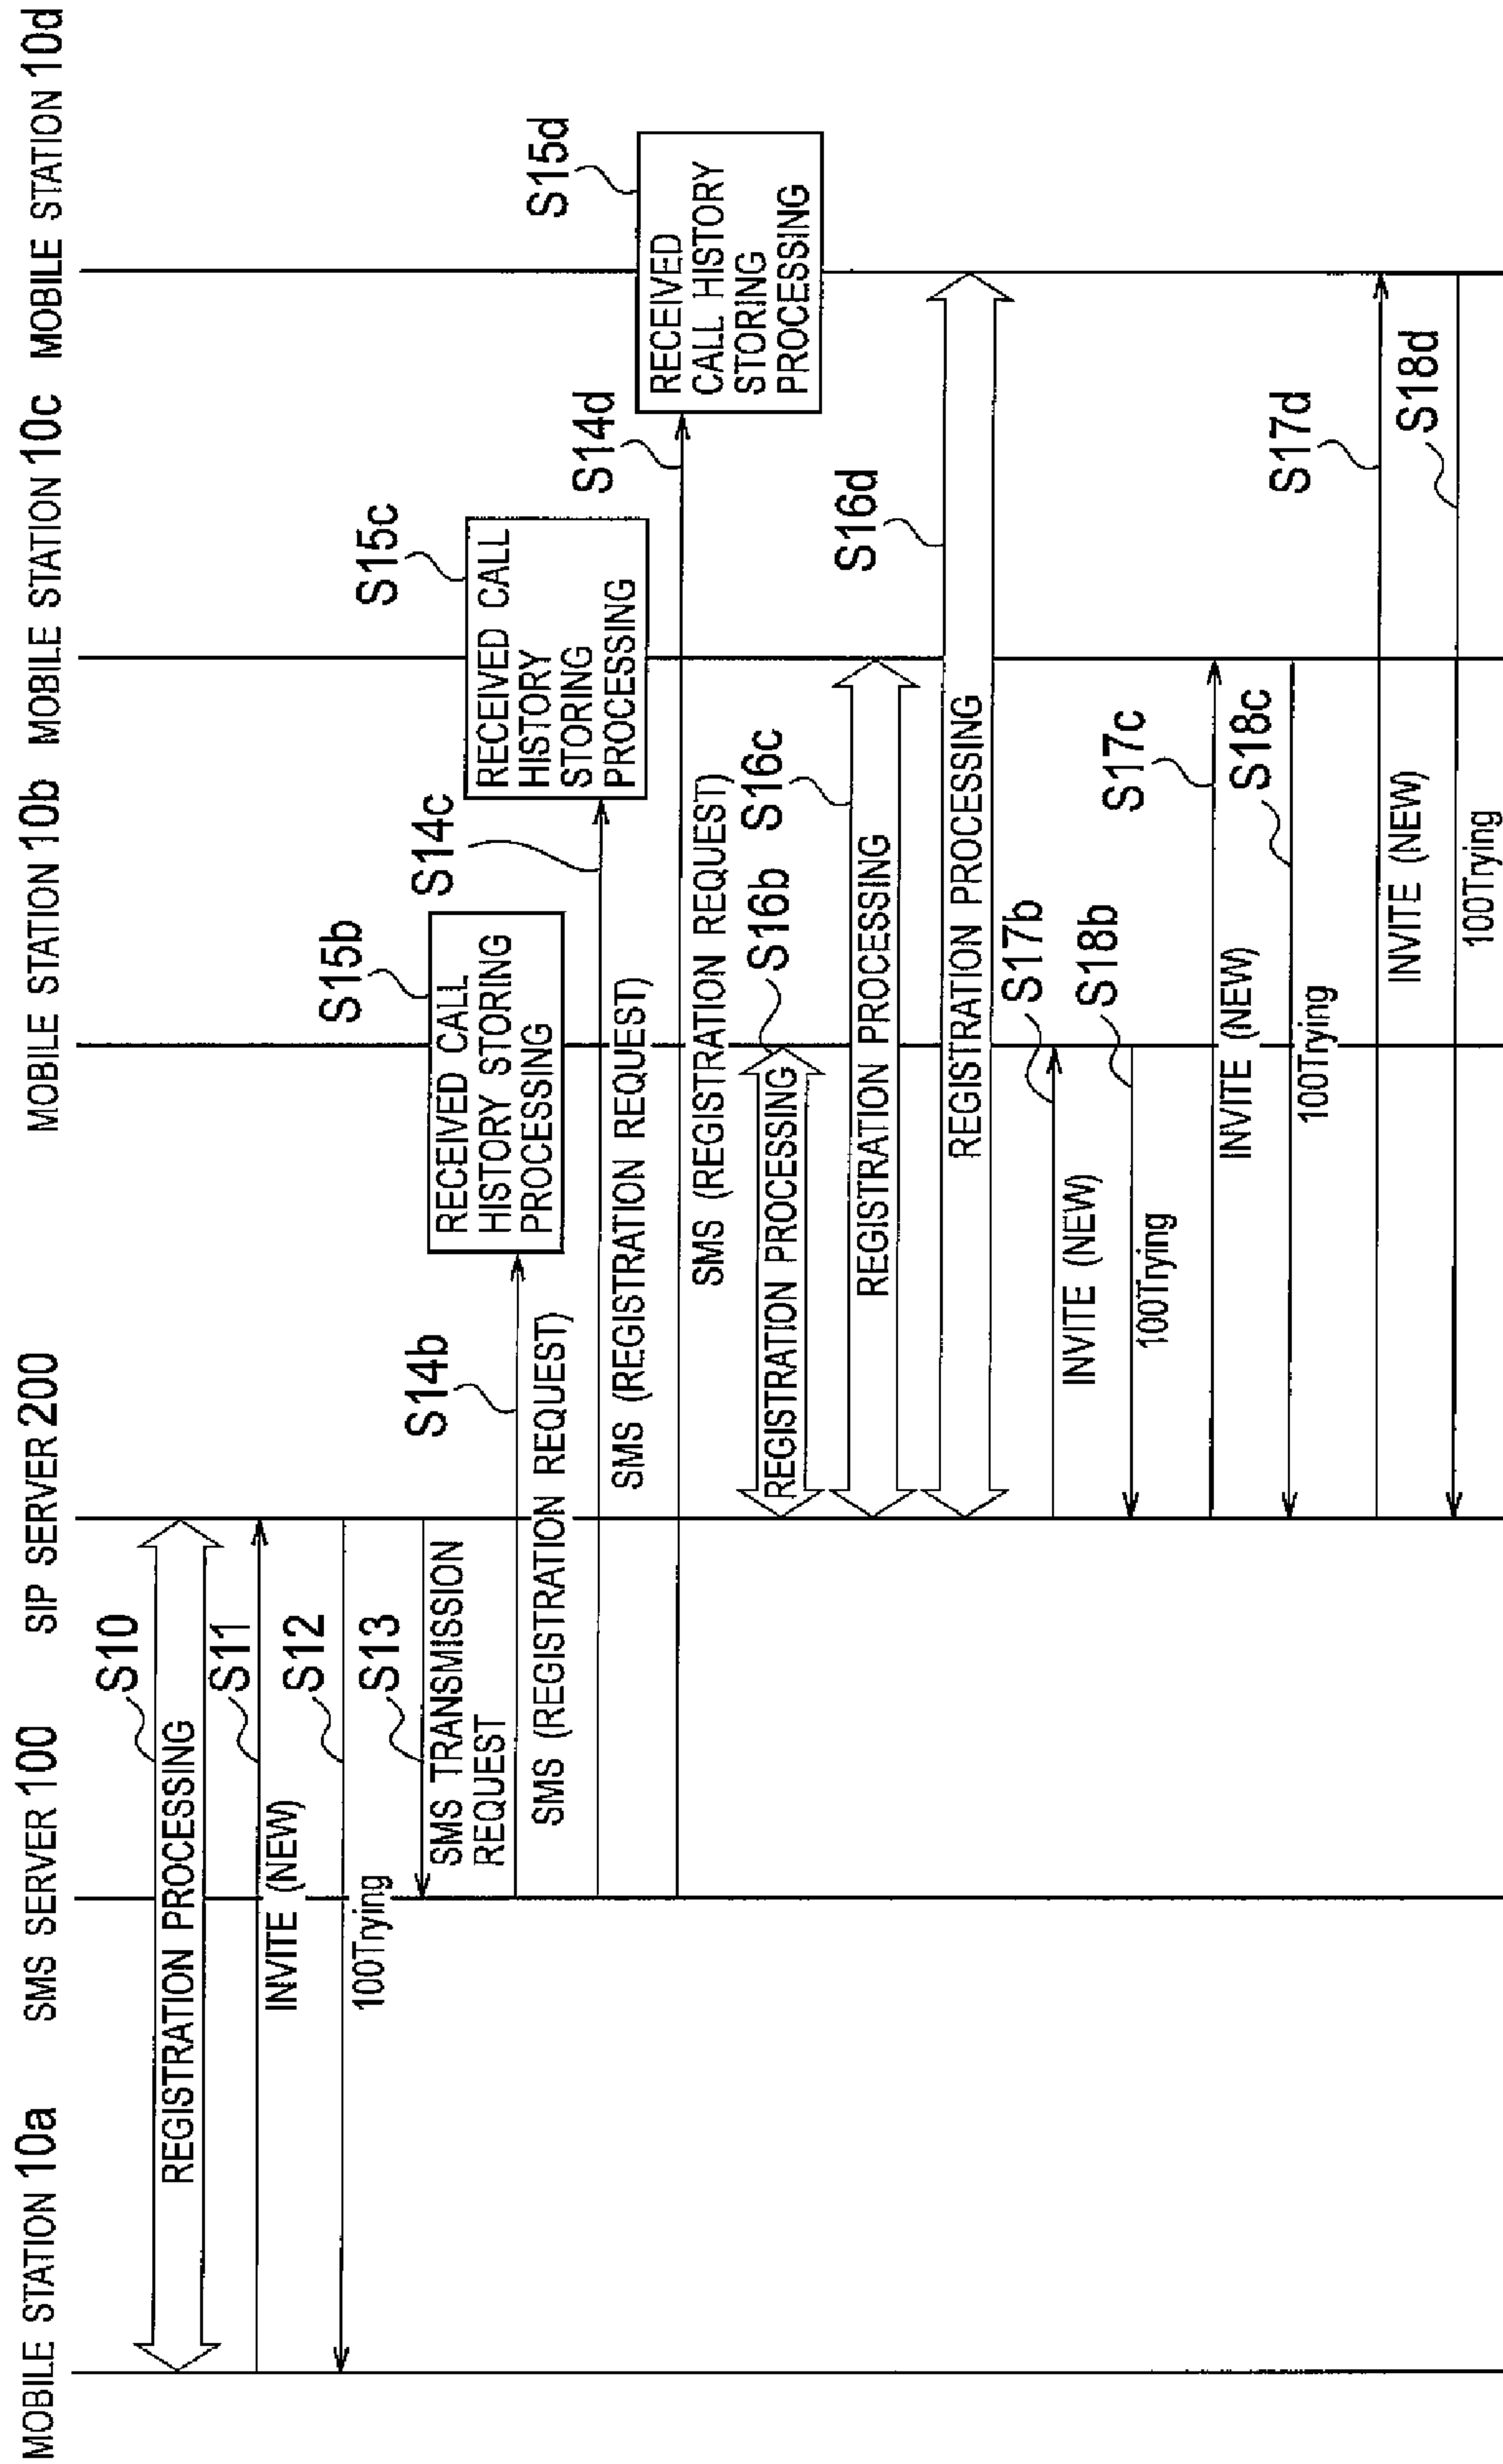 MOBILE STATION 10a
SMS SERVER 100
SIP SERVER 200
MOBILE STATION 10b
MOBILE STATION 10c
MOBILE STATION 10d
S10
REGISTRATION PROCESSING
S11
INVITE (NEW)
S12
100Trying
S13
SMS TRANSMISSION
REQUEST
S14b
SMS (REGISTRATION REQUEST)
S15b
RECEIVED CALL
HISTORY STORING
PROCESSING
S14c
SMS (REGISTRATION REQUEST)
S15c
RECEIVED CALL
HISTORY
STORING
PROCESSING
S14d
SMS (REGISTRATION REQUEST)
S15d
RECEIVED
CALL HISTORY
STORING
PROCESSING
S16b
REGISTRATION PROCESSING
S16c
REGISTRATION PROCESSING
S16d
REGISTRATION PROCESSING
S17b
INVITE (NEW)
S18b
100Trying
S17c
INVITE (NEW)
S18c
100Trying
S17d
INVITE (NEW)
S18d
100Trying